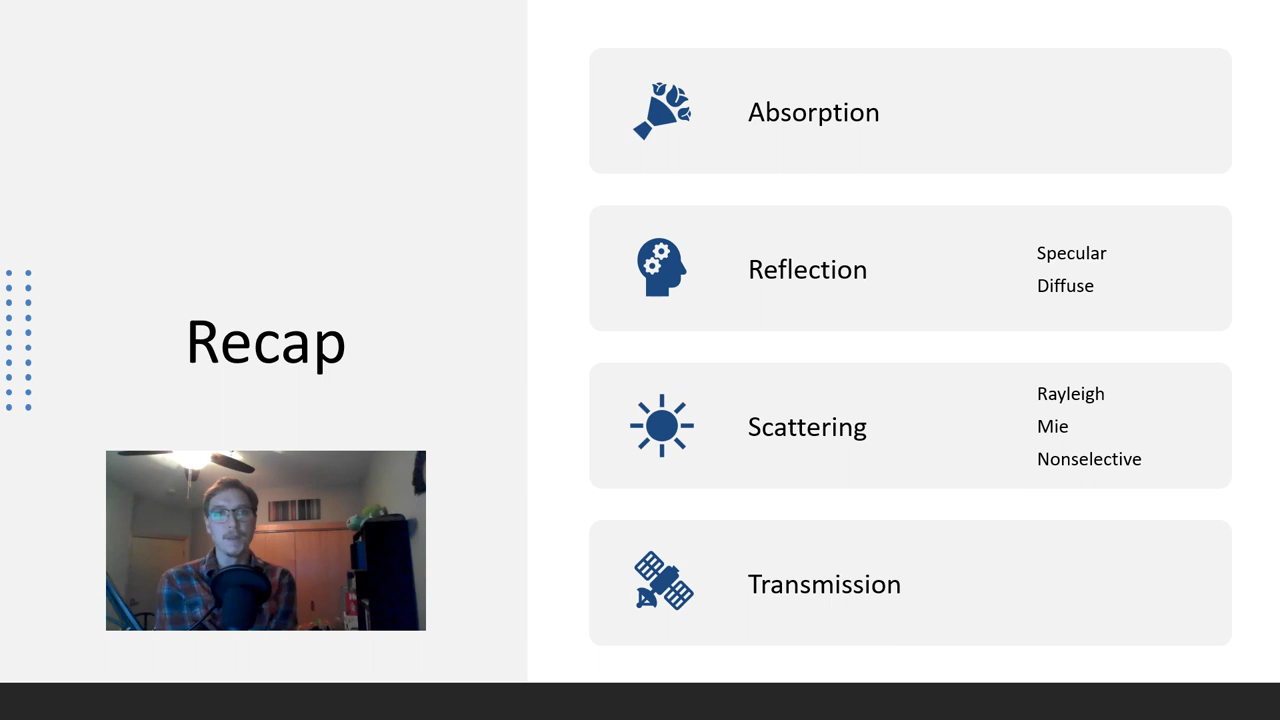 Recap
Absorption
Reflection
Specular
Diffuse
Scattering
Rayleigh
Mie
Nonselective
Transmission